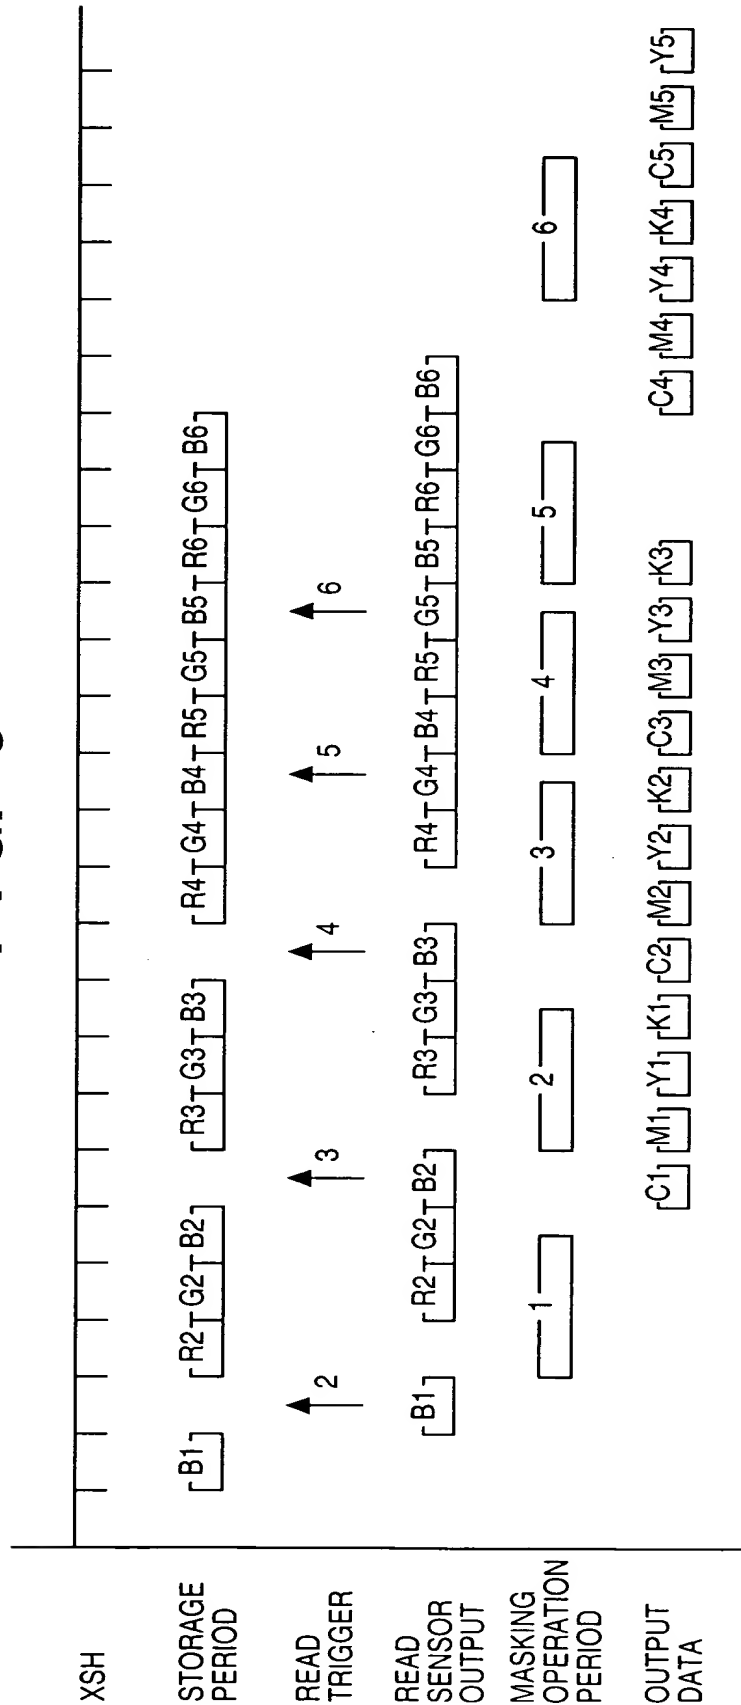 XSH
STORAGE
PERIOD
B1 R2 G2 B2 R3 G3 B3 R4 G4 B4 R5 G5 B5 R6 G6 B6
READ
TRIGGER
2 3 4 5 6
READ
SENSOR
OUTPUT
B1 R2 G2 B2 R3 G3 B3 R4 G4 B4 R5 G5 B5 R6 G6 B6
MASKING
OPERATION
PERIOD
1 2 3 4 5 6
OUTPUT
DATA
C1 M1 Y1 K1 C2 M2 Y2 K2 C3 M3 Y3 K3 C4 M4 Y4 K4 C5 M5 Y5